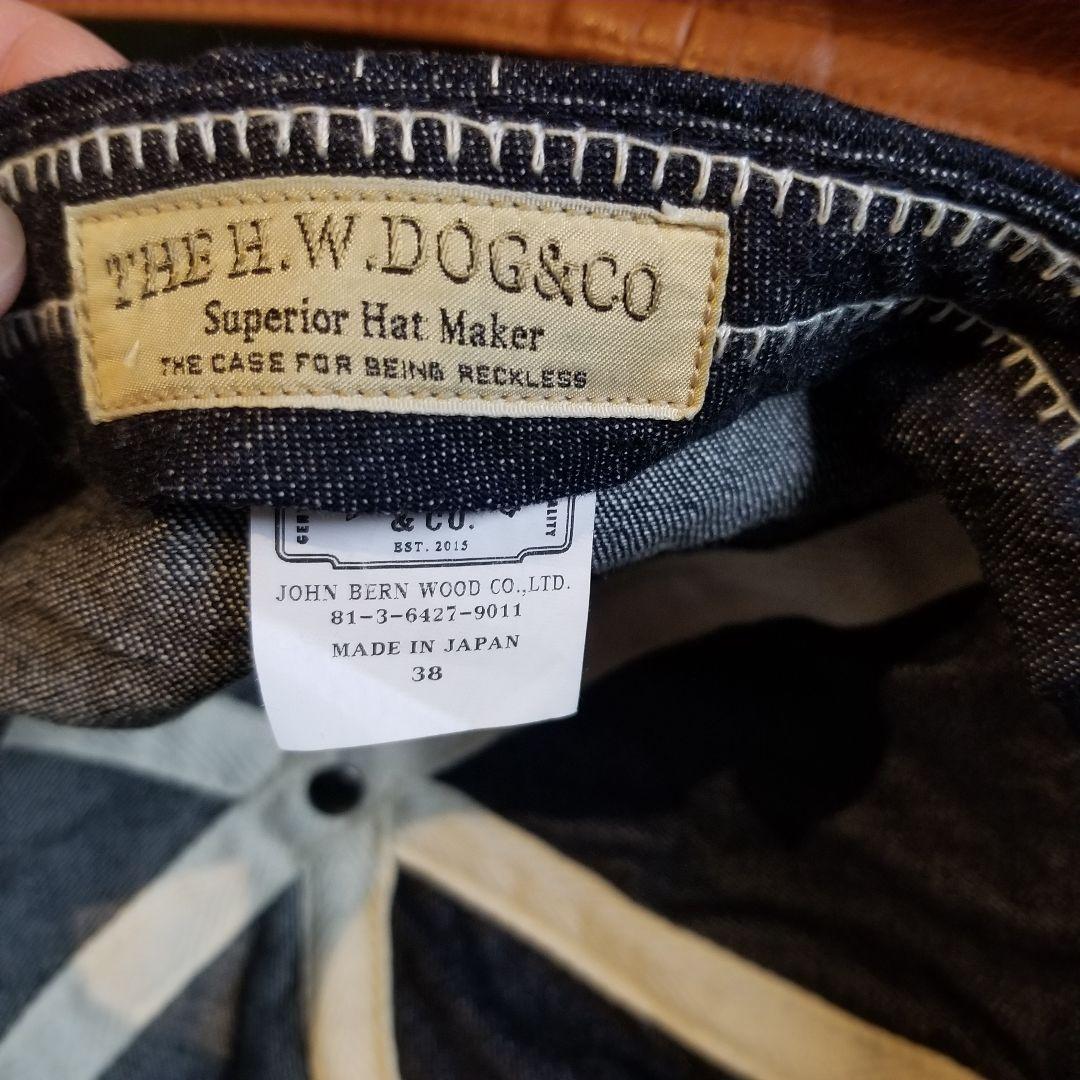 THE H.W.DOG&CO
Superior Hat Maker
THE CASE FOR BEING RECKLESS
& CO.
EST. 2015
JOHN BERN WOOD CO.,LTD.
81-3-6427-9011
MADE IN JAPAN
38